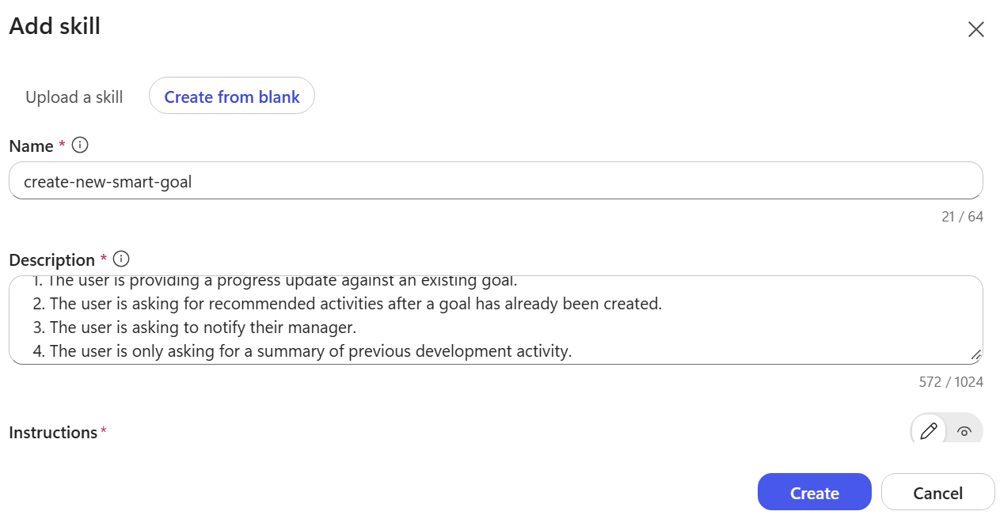 Add skill
Upload a skill
Create from blank
Name *
create-new-smart-goal
21 / 64
Description *
1. The user is providing a progress update against an existing goal.
2. The user is asking for recommended activities after a goal has already been created.
3. The user is asking to notify their manager.
4. The user is only asking for a summary of previous development activity.
572 / 1024
Instructions *
Create
Cancel